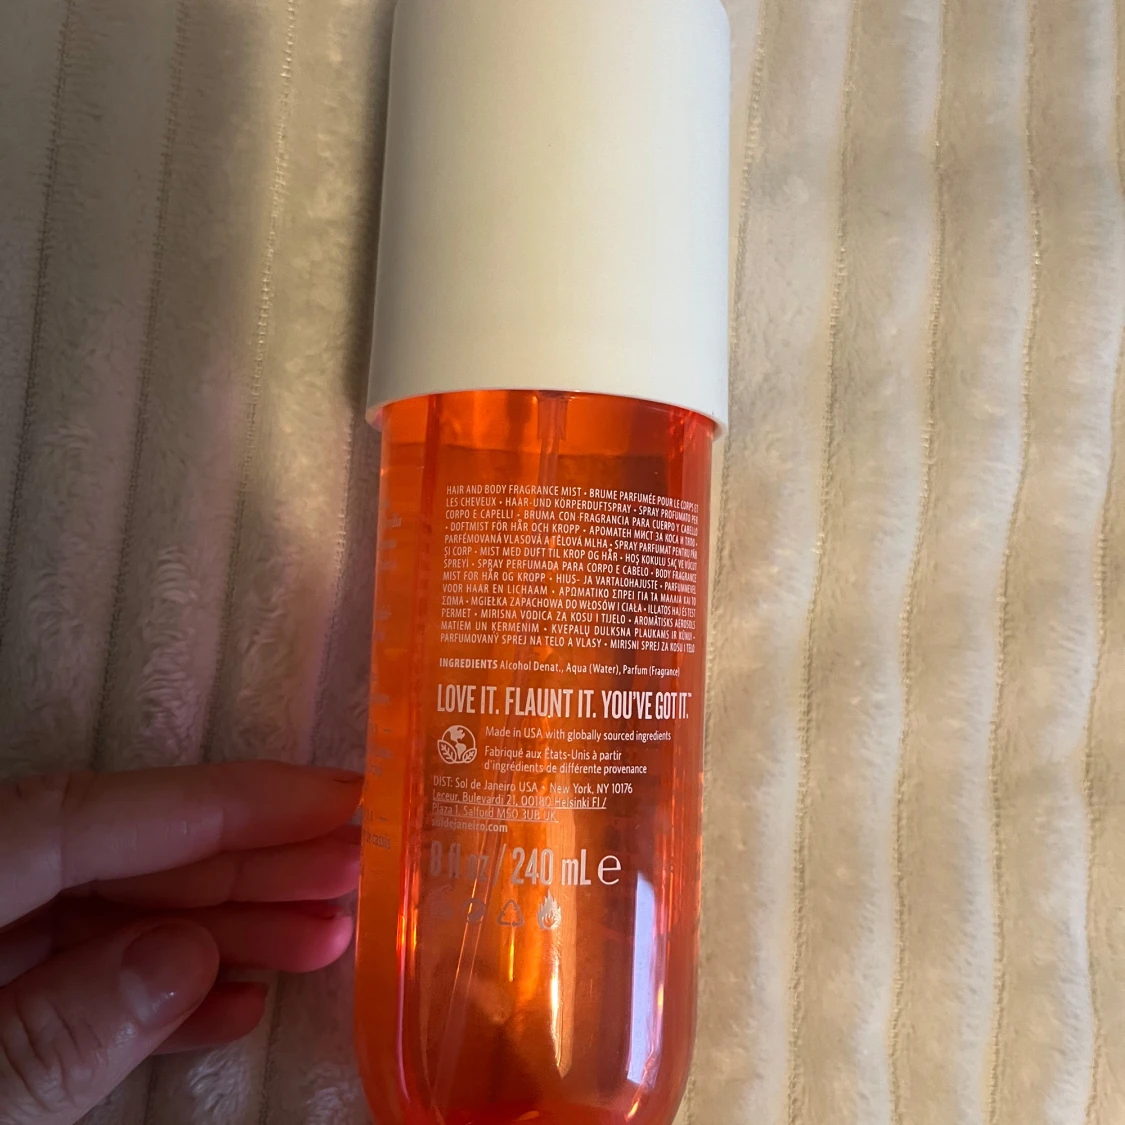 HAIR AND BODY FRAGRANCE MIST • BRUME PARFUMÉE POUR LE CORPS ET
LES CHEVEUX • HAAR- UND KÖRPERDUFTSPRAY • SPRAY PROFUMATO PER
CORPO E CAPELLI • BRUMA CON FRAGRANCIA PARA CUERPO Y CABELLO
• DOFTMIST FÖR HÅR OCH KROPP • АРОМАТЕН МИСТ ЗА КОСА И ТЯЛО •
PARFÉMOVANÁ VLASOVÁ A TĚLOVÁ MLHA • SPRAY PARFUMAT PENTRU PĂR
ȘI CORP • MIST MED DUFT TIL KROP OG HÅR • HOŞ KOKULU SAÇ VE VÜCUT
SPREYİ • SPRAY PERFUMADA PARA CORPO E CABELO • BODY FRAGRANCE
MIST FOR HÅR OG KROPP • HIUS- JA VARTALOHAJUSTE • PARFUMNEVEL
VOOR HAAR EN LICHAAM • ΑΡΩΜΑΤΙΚΟ ΣΠΡΕΪ ΓΙΑ ΤΑ ΜΑΛΛΙΑ ΚΑΙ ΤΟ
ΣΩΜΑ • MGIEŁKA ZAPACHOWA DO WŁOSÓW I CIAŁA • ILLATOS HAJ ÉS TEST
PERMET • MIRISNA VODICA ZA KOSU I TIJELO • AROMĀTISKS AEROSOLS
MATIEM UN ĶERMENIM • KVEPALŲ DULKSNA PLAUKAMS IR KŪNUI •
PARFUMOVANÝ SPREJ NA TELO A VLASY • MIRISNI SPREJ ZA KOSU I TELO
INGREDIENTS Alcohol Denat., Aqua (Water), Parfum (Fragrance)
LOVE IT. FLAUNT IT. YOU'VE GOT IT.™
Made in USA with globally sourced ingredients
Fabriqué aux États-Unis à partir
d'ingrédients de différente provenance
DIST: Sol de Janeiro USA • New York, NY 10176
Leceur, Bulevardi 21, 00180 Helsinki FI /
Plaza 1, Salford M50 3UB UK
soldejaneiro.com
8 fl oz / 240 mL e